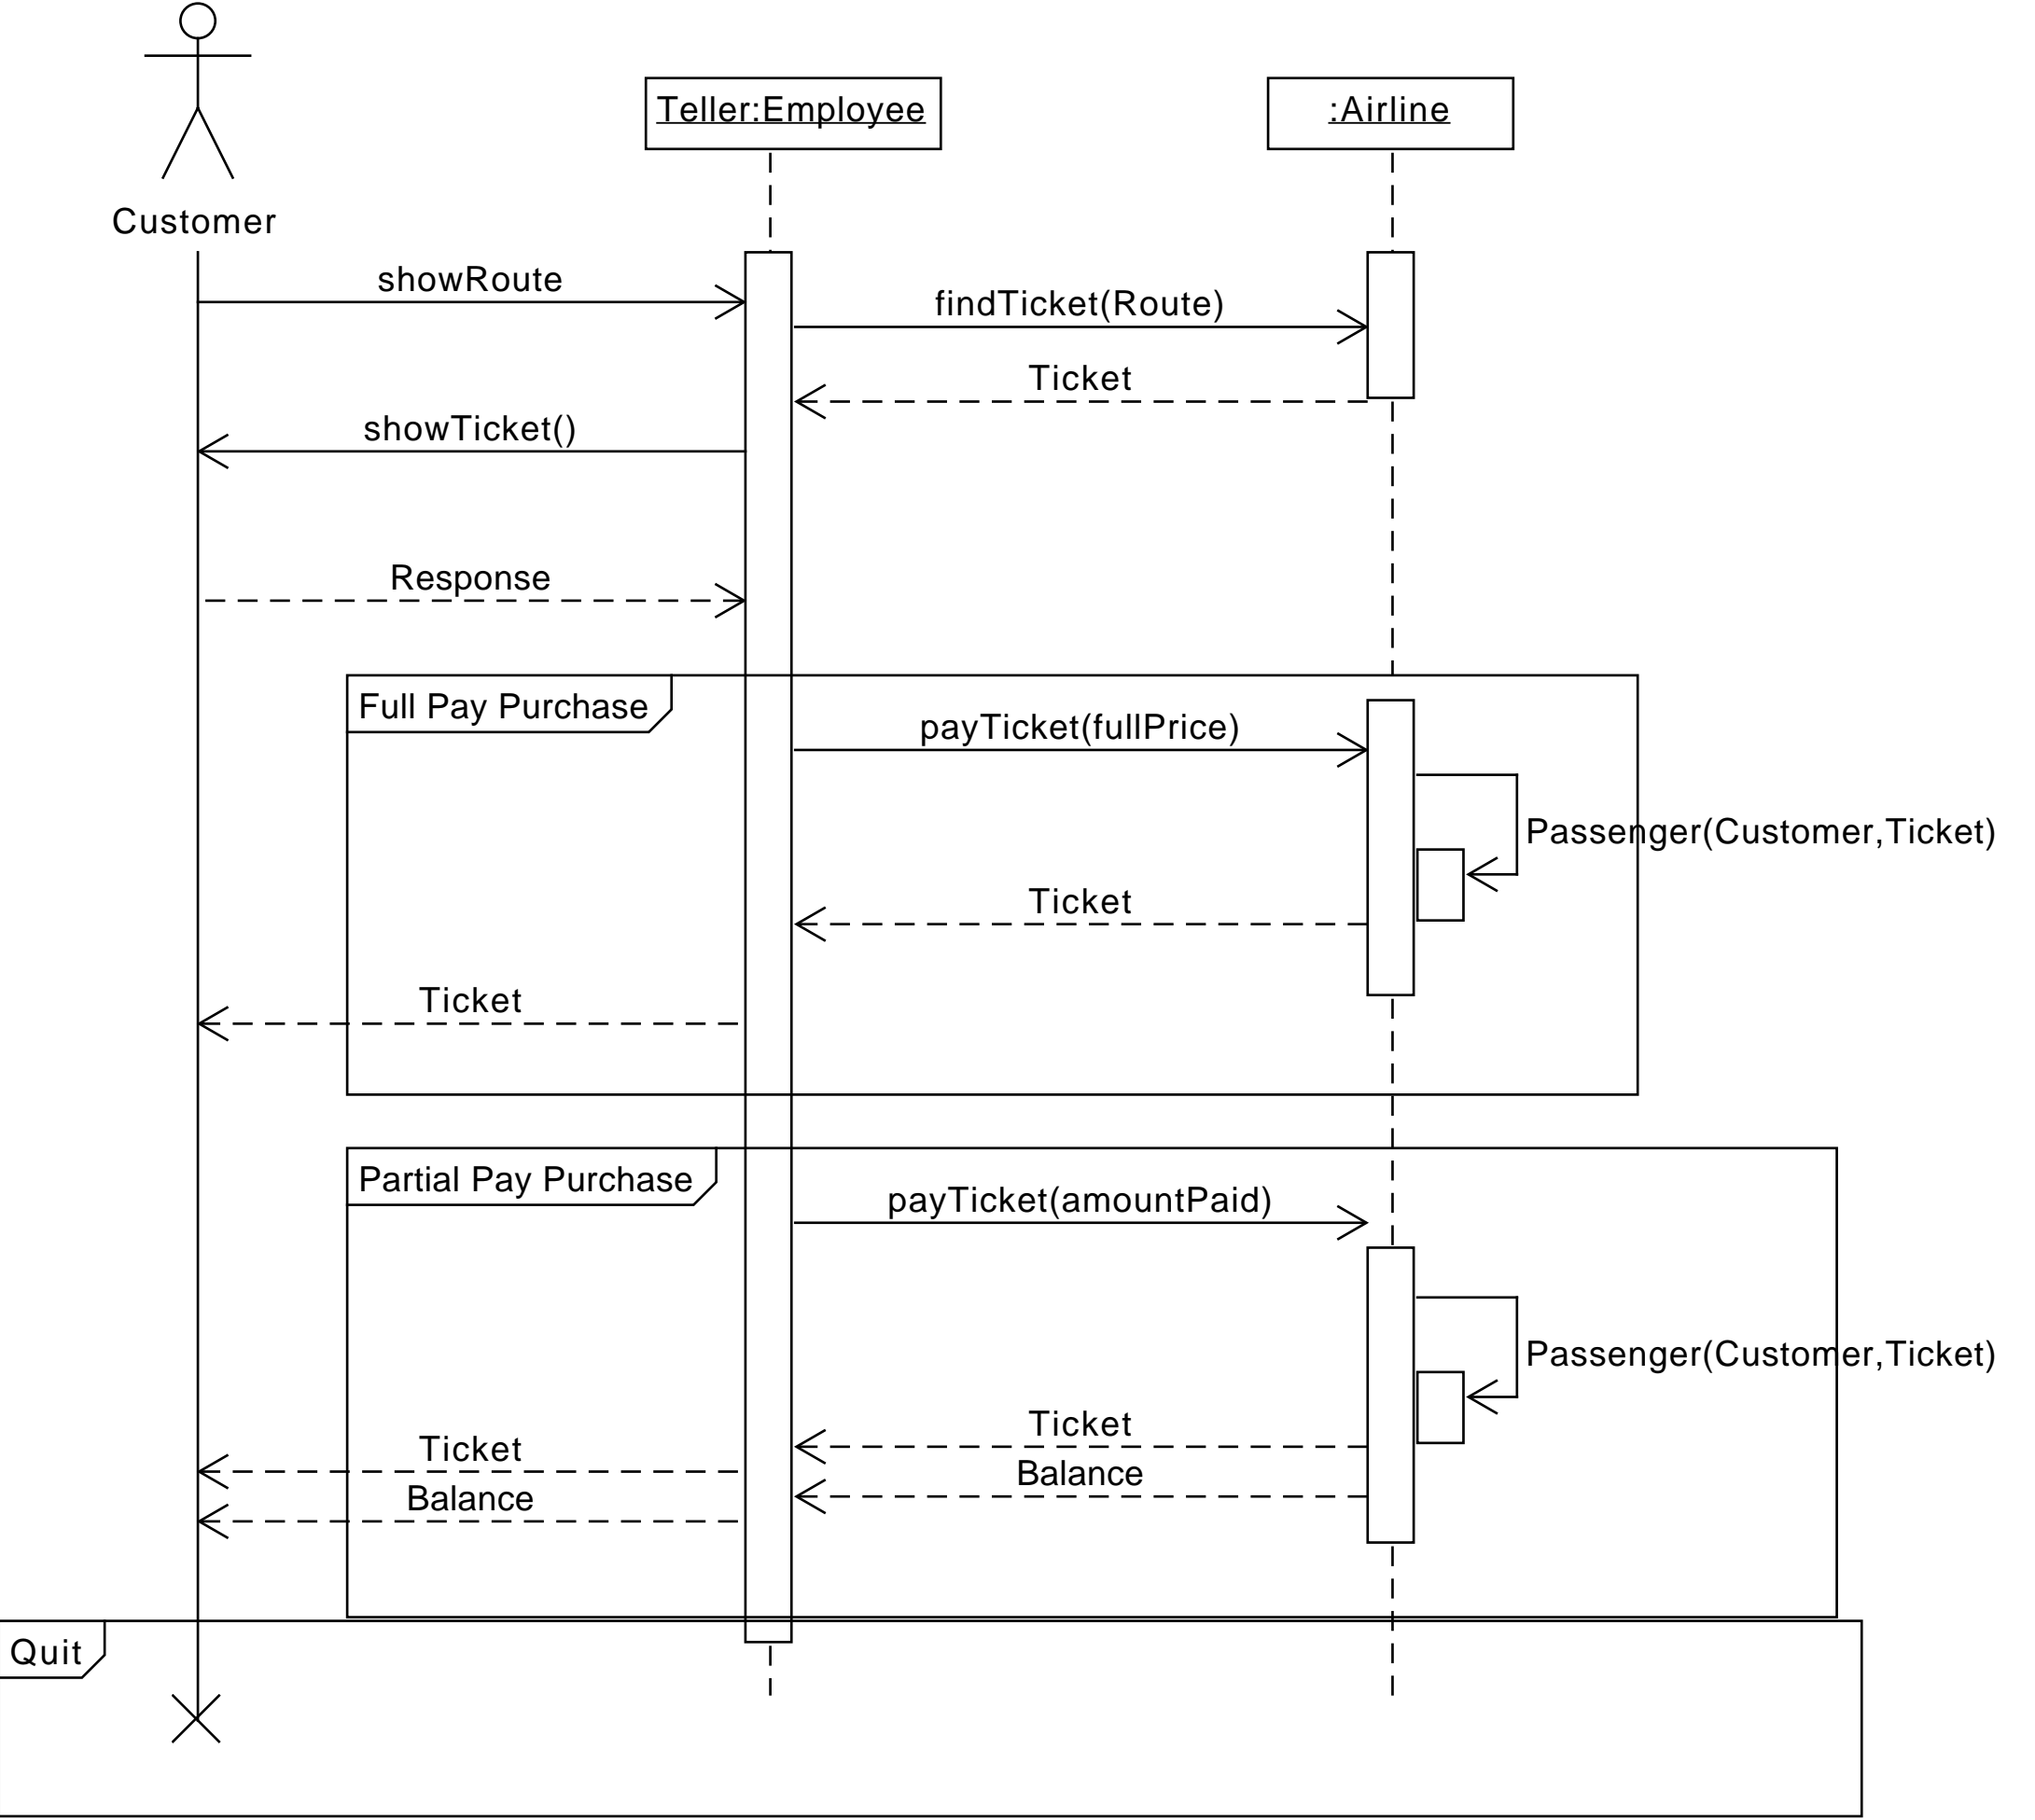 Teller:Employee
:Airline
Customer
showRoute
findTicket(Route)
Ticket
showTicket()
Response
Full Pay Purchase
payTicket(fullPrice)
Passenger(Customer,Ticket)
Ticket
Ticket
Partial Pay Purchase
payTicket(amountPaid)
Passenger(Customer,Ticket)
Ticket
Ticket
Balance
Balance
Quit